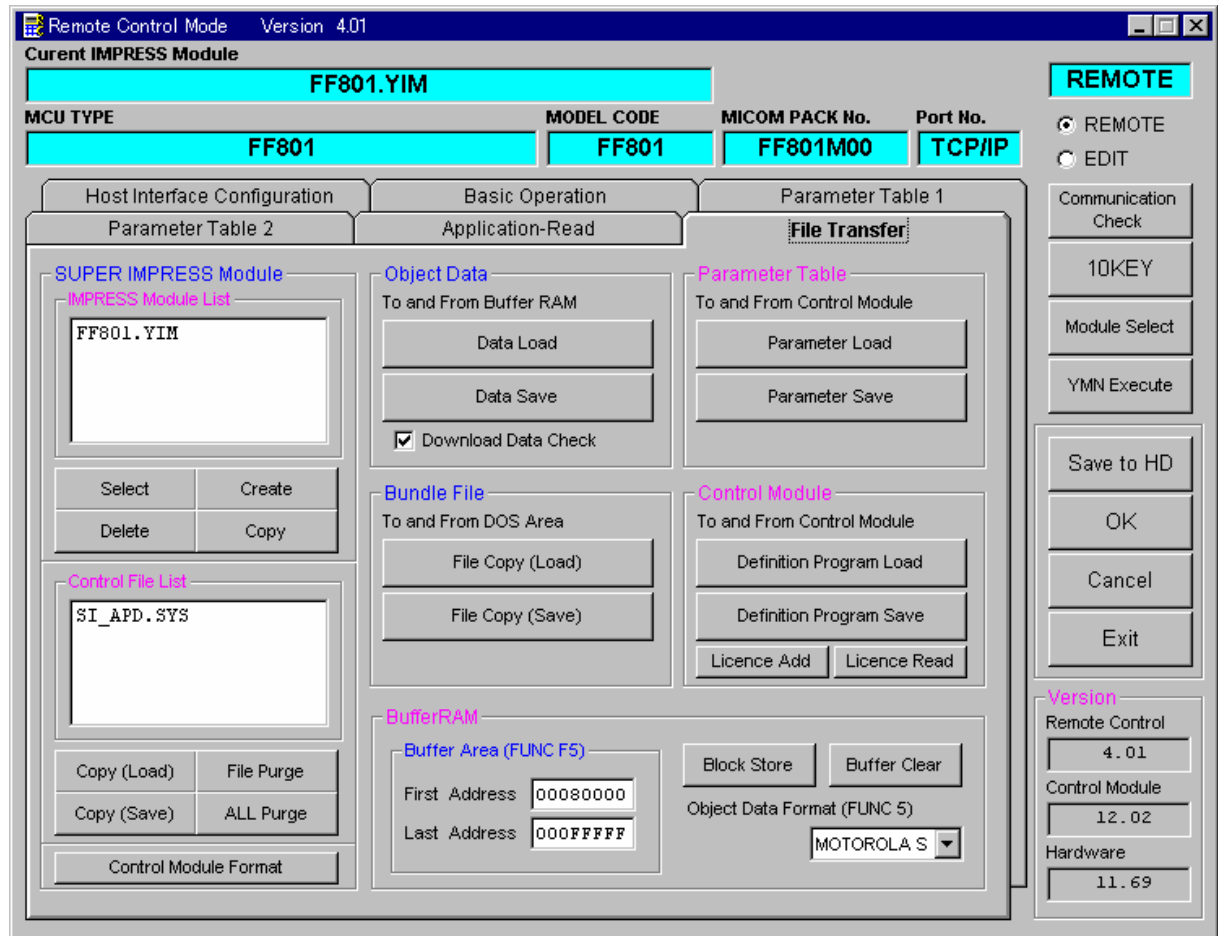 Remote Control Mode Version 4.01
Curent IMPRESS Module
FF801.YIM
REMOTE
MCU TYPE MODEL CODE MICOM PACK No. Port No.
FF801 FF801 FF801M00 TCP/IP
REMOTE
EDIT
Host Interface Configuration Basic Operation Parameter Table 1
Parameter Table 2 Application-Read File Transfer
SUPER IMPRESS Module
IMPRESS Module List
FF801.YIM
Select Create
Delete Copy
Control File List
SI_APD.SYS
Copy (Load) File Purge
Copy (Save) ALL Purge
Control Module Format
Object Data
To and From Buffer RAM
Data Load
Data Save
Download Data Check
Bundle File
To and From DOS Area
File Copy (Load)
File Copy (Save)
Parameter Table
To and From Control Module
Parameter Load
Parameter Save
Control Module
To and From Control Module
Definition Program Load
Definition Program Save
Licence Add Licence Read
BufferRAM
Buffer Area (FUNC F5)
First Address 00080000
Last Address 000FFFFF
Block Store Buffer Clear
Object Data Format (FUNC 5)
MOTOROLA S
Communication
Check
10KEY
Module Select
YMN Execute
Save to HD
OK
Cancel
Exit
Version
Remote Control
4.01
Control Module
12.02
Hardware
11.69